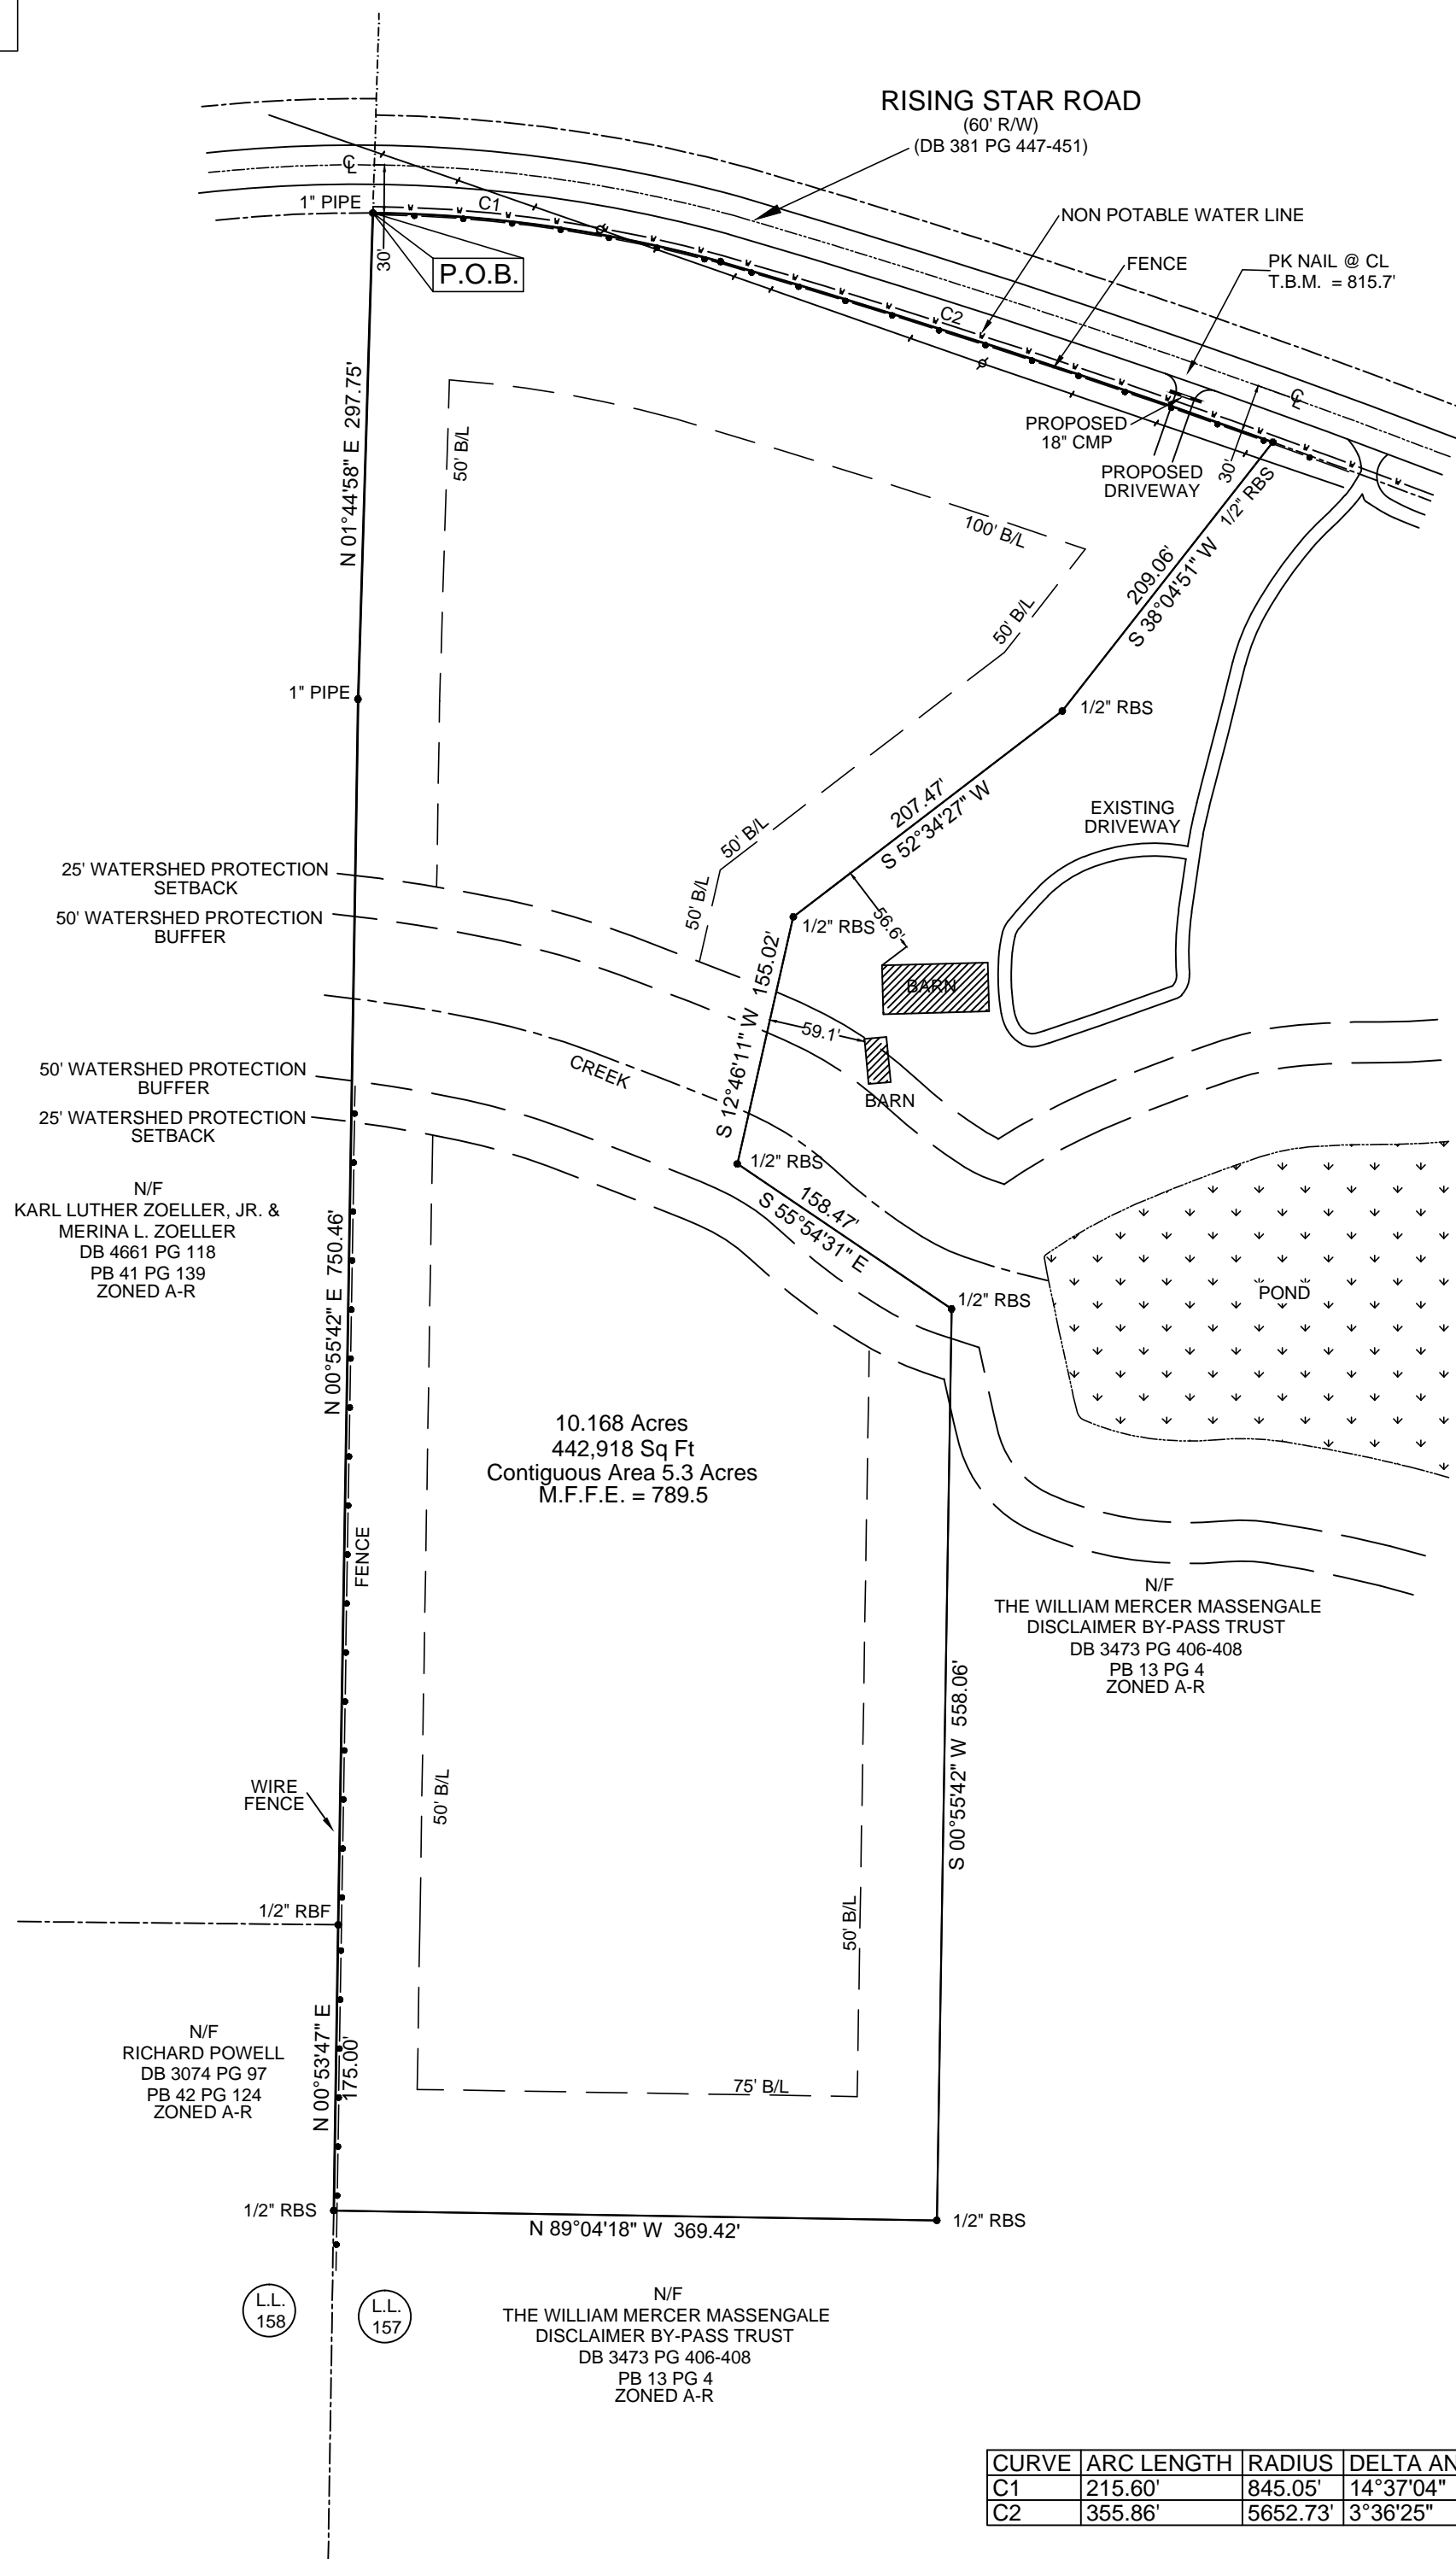 RISING STAR ROAD
(60' R/W)
(DB 381 PG 447-451)
℄
1" PIPE
C1
NON POTABLE WATER LINE
30'
P.O.B.
FENCE
PK NAIL @ CL
T.B.M. = 815.7'
C2
℄
N 01°44'58" E 297.75'
50' B/L
PROPOSED
18" CMP
PROPOSED
DRIVEWAY
30'
1/2" RBS
100' B/L
209.06'
S 38°04'51" W
50' B/L
1" PIPE
1/2" RBS
207.47'
S 52°34'27" W
EXISTING
DRIVEWAY
50' B/L
25' WATERSHED PROTECTION
SETBACK
50' B/L
50' WATERSHED PROTECTION
BUFFER
1/2" RBS
56.6'
BARN
S 12°46'11" W 155.02'
59.1'
CREEK
BARN
50' WATERSHED PROTECTION
BUFFER
25' WATERSHED PROTECTION
SETBACK
1/2" RBS
158.47'
S 55°54'31" E
N/F
KARL LUTHER ZOELLER, JR. &
MERINA L. ZOELLER
DB 4661 PG 118
PB 41 PG 139
ZONED A-R
N 00°55'42" E 750.46'
1/2" RBS
POND
10.168 Acres
442,918 Sq Ft
Contiguous Area 5.3 Acres
M.F.F.E. = 789.5
FENCE
N/F
THE WILLIAM MERCER MASSENGALE
DISCLAIMER BY-PASS TRUST
DB 3473 PG 406-408
PB 13 PG 4
ZONED A-R
S 00°55'42" W 558.06'
WIRE
FENCE
50' B/L
1/2" RBF
50' B/L
N/F
RICHARD POWELL
DB 3074 PG 97
PB 42 PG 124
ZONED A-R
N 00°53'47" E
175.00'
75' B/L
1/2" RBS
N 89°04'18" W 369.42'
1/2" RBS
L.L.
158
L.L.
157
N/F
THE WILLIAM MERCER MASSENGALE
DISCLAIMER BY-PASS TRUST
DB 3473 PG 406-408
PB 13 PG 4
ZONED A-R
CURVE ARC LENGTH RADIUS DELTA AN
C1 215.60' 845.05' 14°37'04"
C2 355.86' 5652.73' 3°36'25"